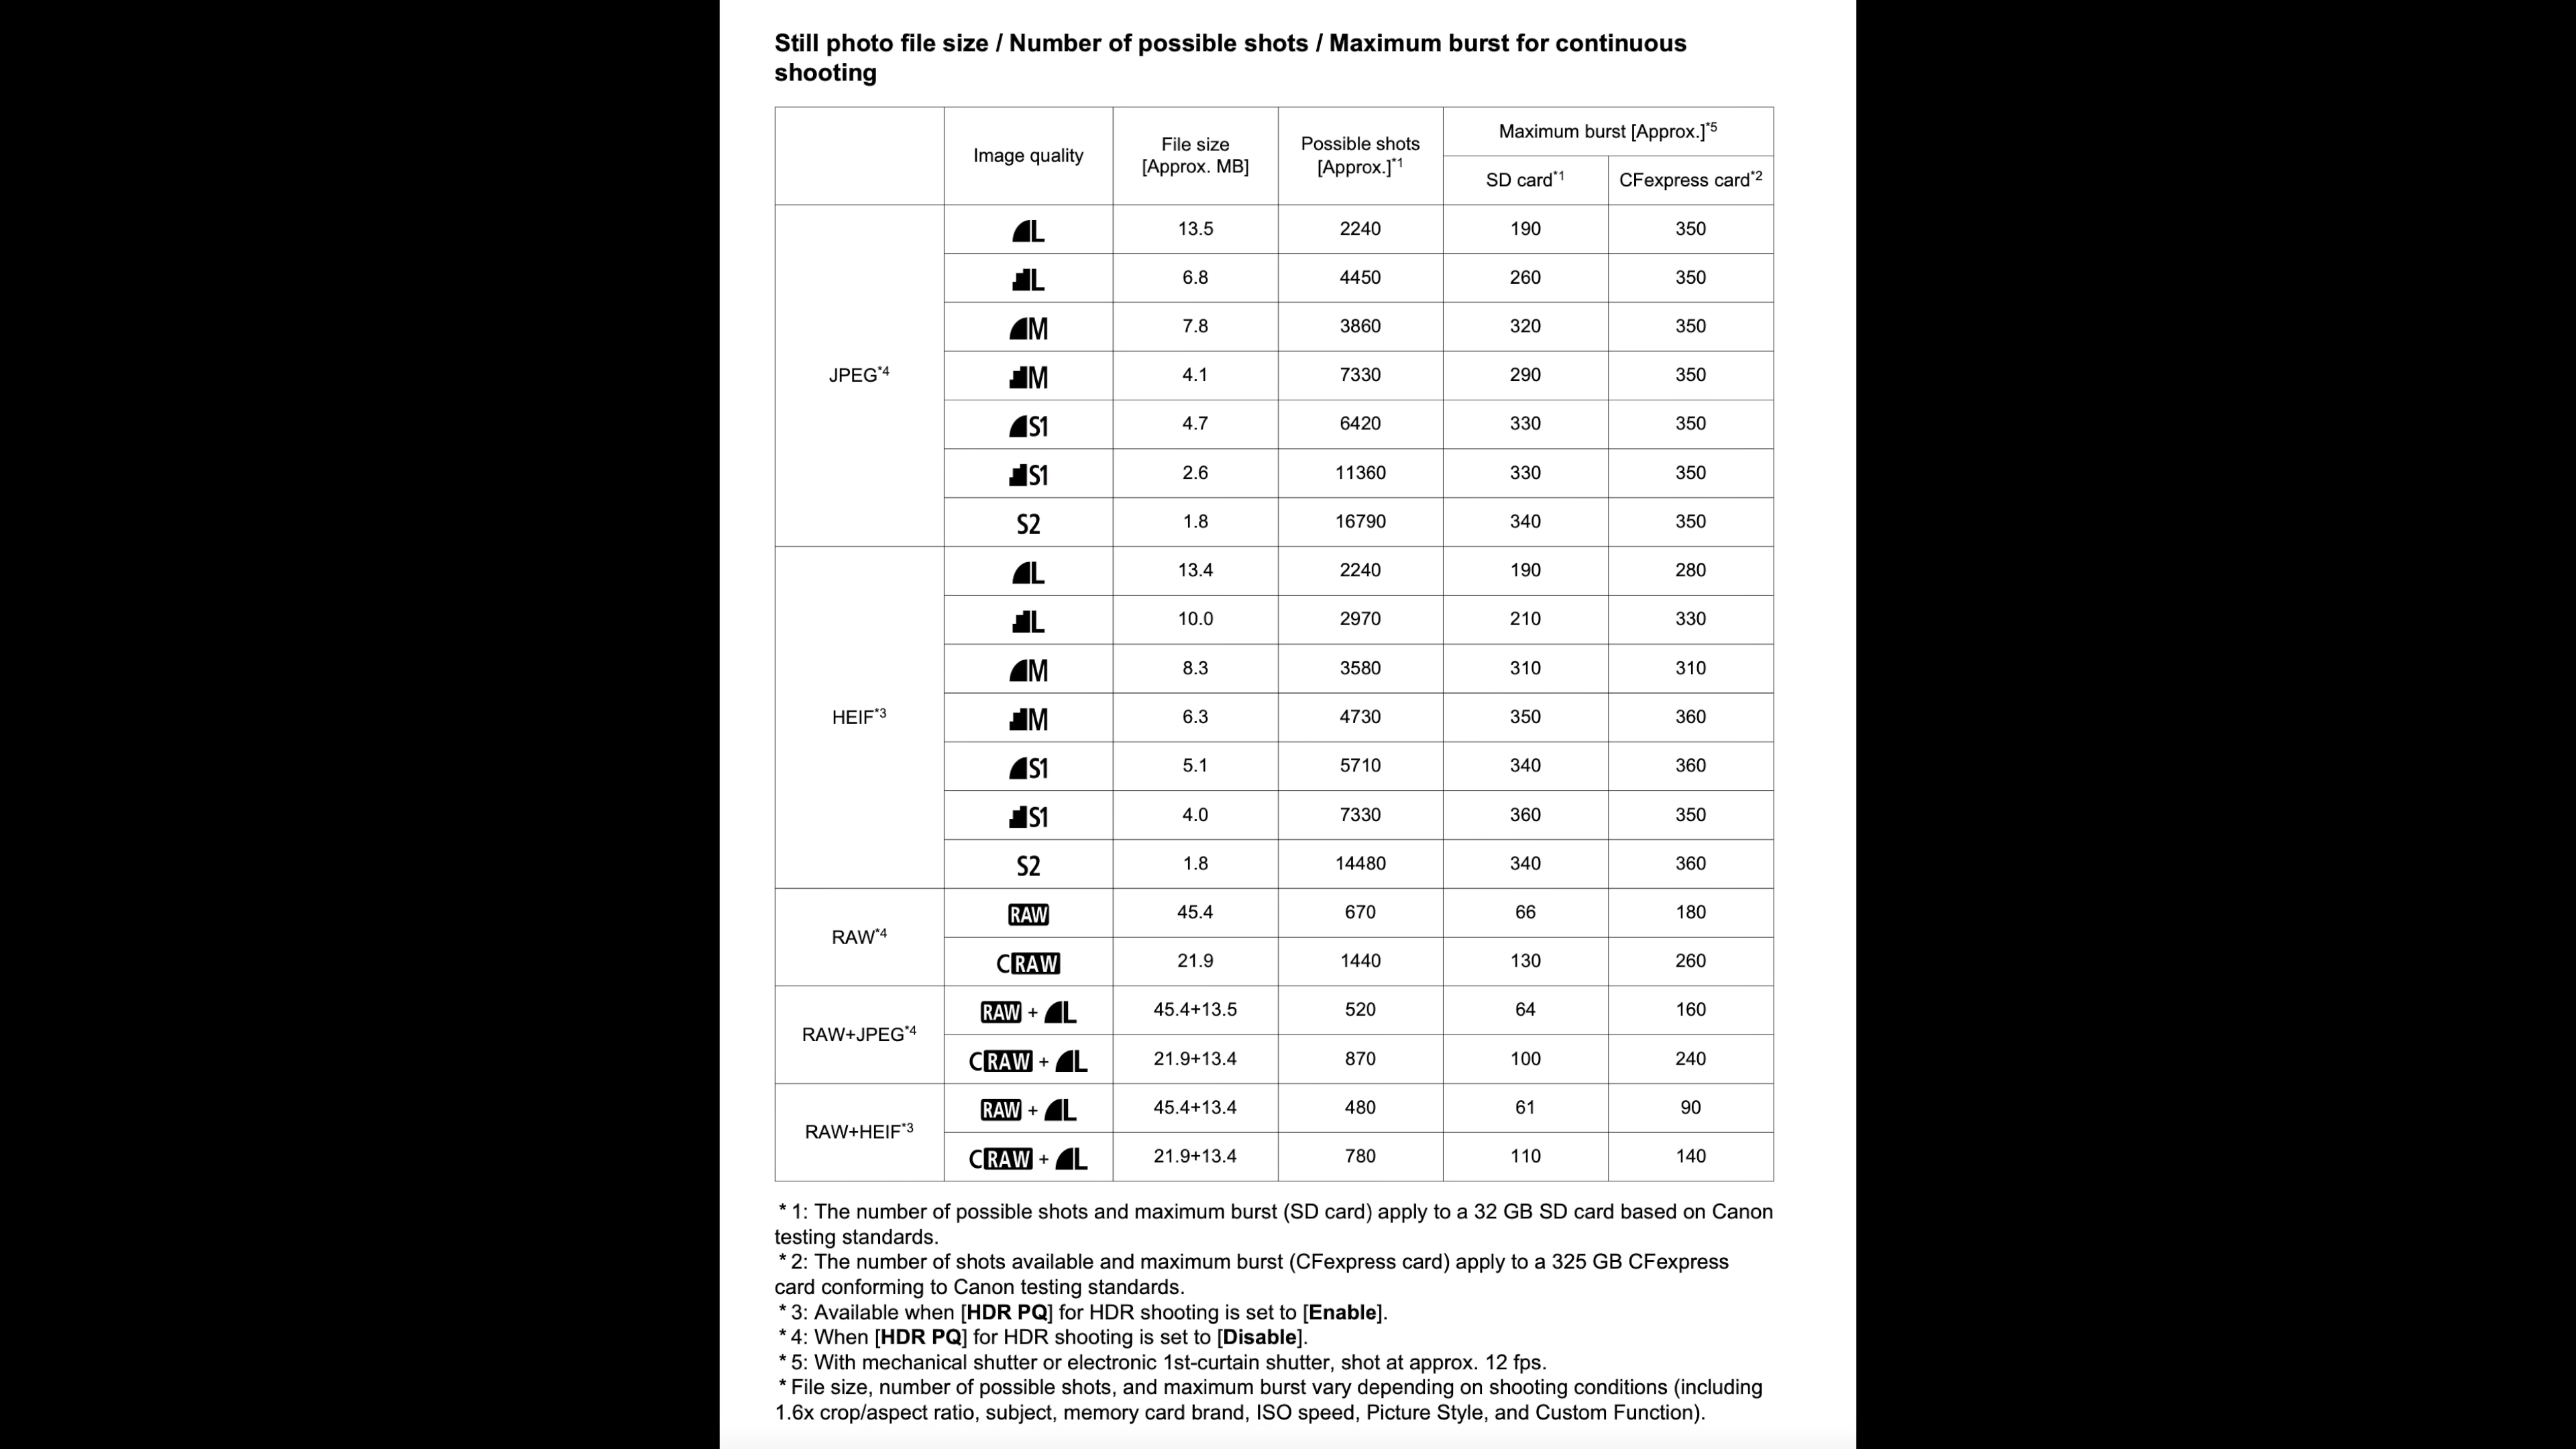 Still photo file size / Number of possible shots / Maximum burst for continuous
shooting
Image quality
File size
[Approx. MB]
Possible shots
[Approx.]*1
Maximum burst [Approx.]*5
SD card*1
CFexpress card*2
JPEG*4
L 13.5 2240 190 350
L 6.8 4450 260 350
M 7.8 3860 320 350
M 4.1 7330 290 350
S1 4.7 6420 330 350
S1 2.6 11360 330 350
S2 1.8 16790 340 350
HEIF*3
L 13.4 2240 190 280
L 10.0 2970 210 330
M 8.3 3580 310 310
M 6.3 4730 350 360
S1 5.1 5710 340 360
S1 4.0 7330 360 350
S2 1.8 14480 340 360
RAW*4
RAW 45.4 670 66 180
CRAW 21.9 1440 130 260
RAW+JPEG*4
RAW + L 45.4+13.5 520 64 160
CRAW + L 21.9+13.4 870 100 240
RAW+HEIF*3
RAW + L 45.4+13.4 480 61 90
CRAW + L 21.9+13.4 780 110 140
* 1: The number of possible shots and maximum burst (SD card) apply to a 32 GB SD card based on Canon
testing standards.
* 2: The number of shots available and maximum burst (CFexpress card) apply to a 325 GB CFexpress
card conforming to Canon testing standards.
* 3: Available when [HDR PQ] for HDR shooting is set to [Enable].
* 4: When [HDR PQ] for HDR shooting is set to [Disable].
* 5: With mechanical shutter or electronic 1st-curtain shutter, shot at approx. 12 fps.
* File size, number of possible shots, and maximum burst vary depending on shooting conditions (including
1.6x crop/aspect ratio, subject, memory card brand, ISO speed, Picture Style, and Custom Function).